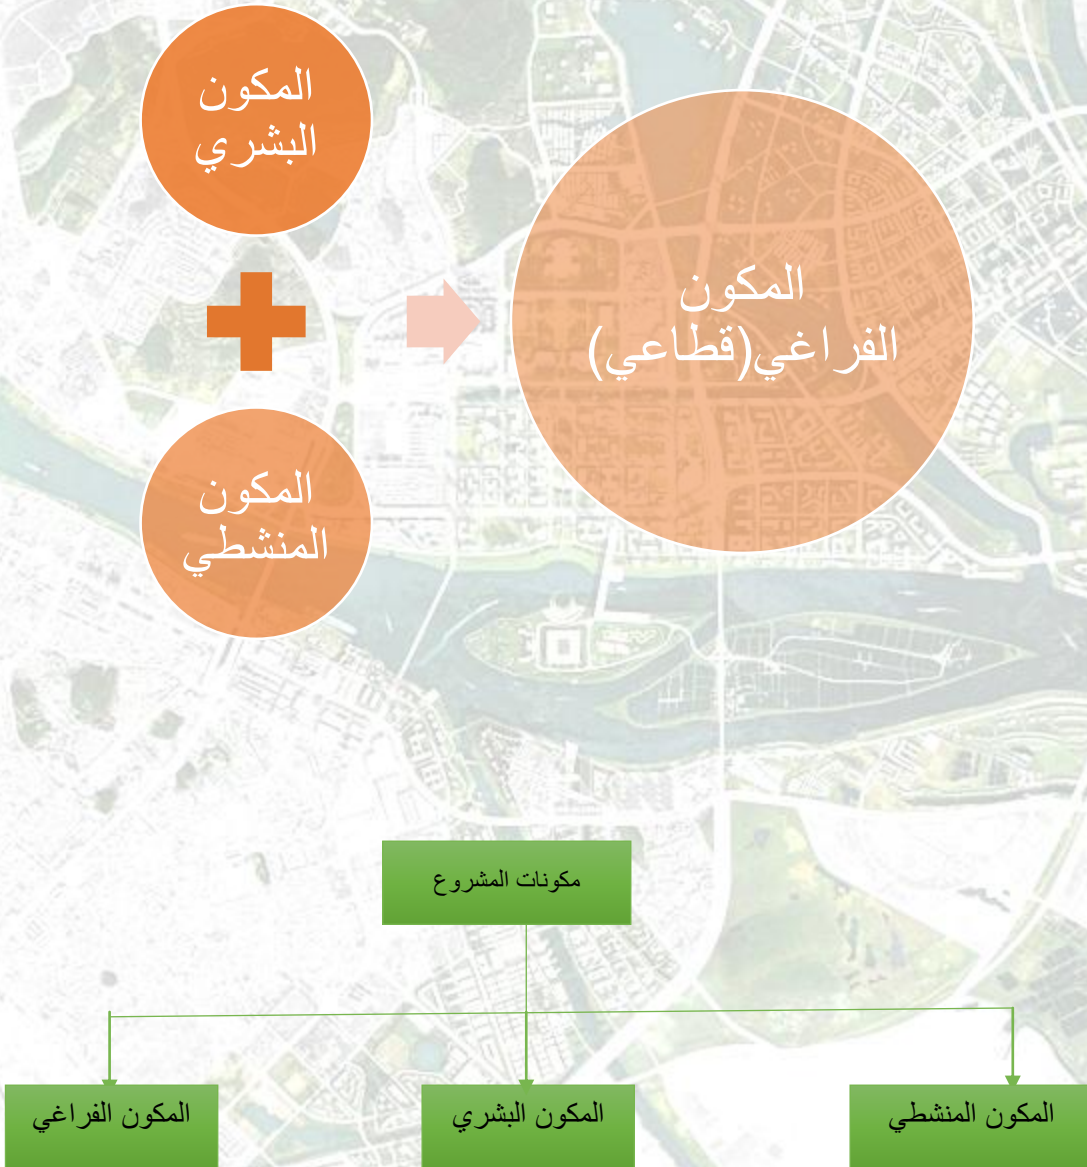 المكون
البشري
المكون
المنشطي
المكون
الفراغي(قطاعي)
مكونات المشروع
المكون المنشطي
المكون البشري
المكون الفراغي